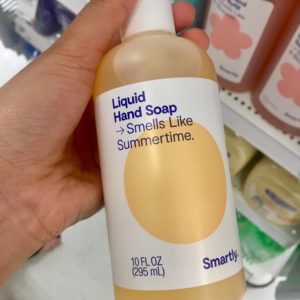 Liquid
Hand Soap
→ Smells Like
Summertime.
10 FL OZ
(295 mL)
Smartly.